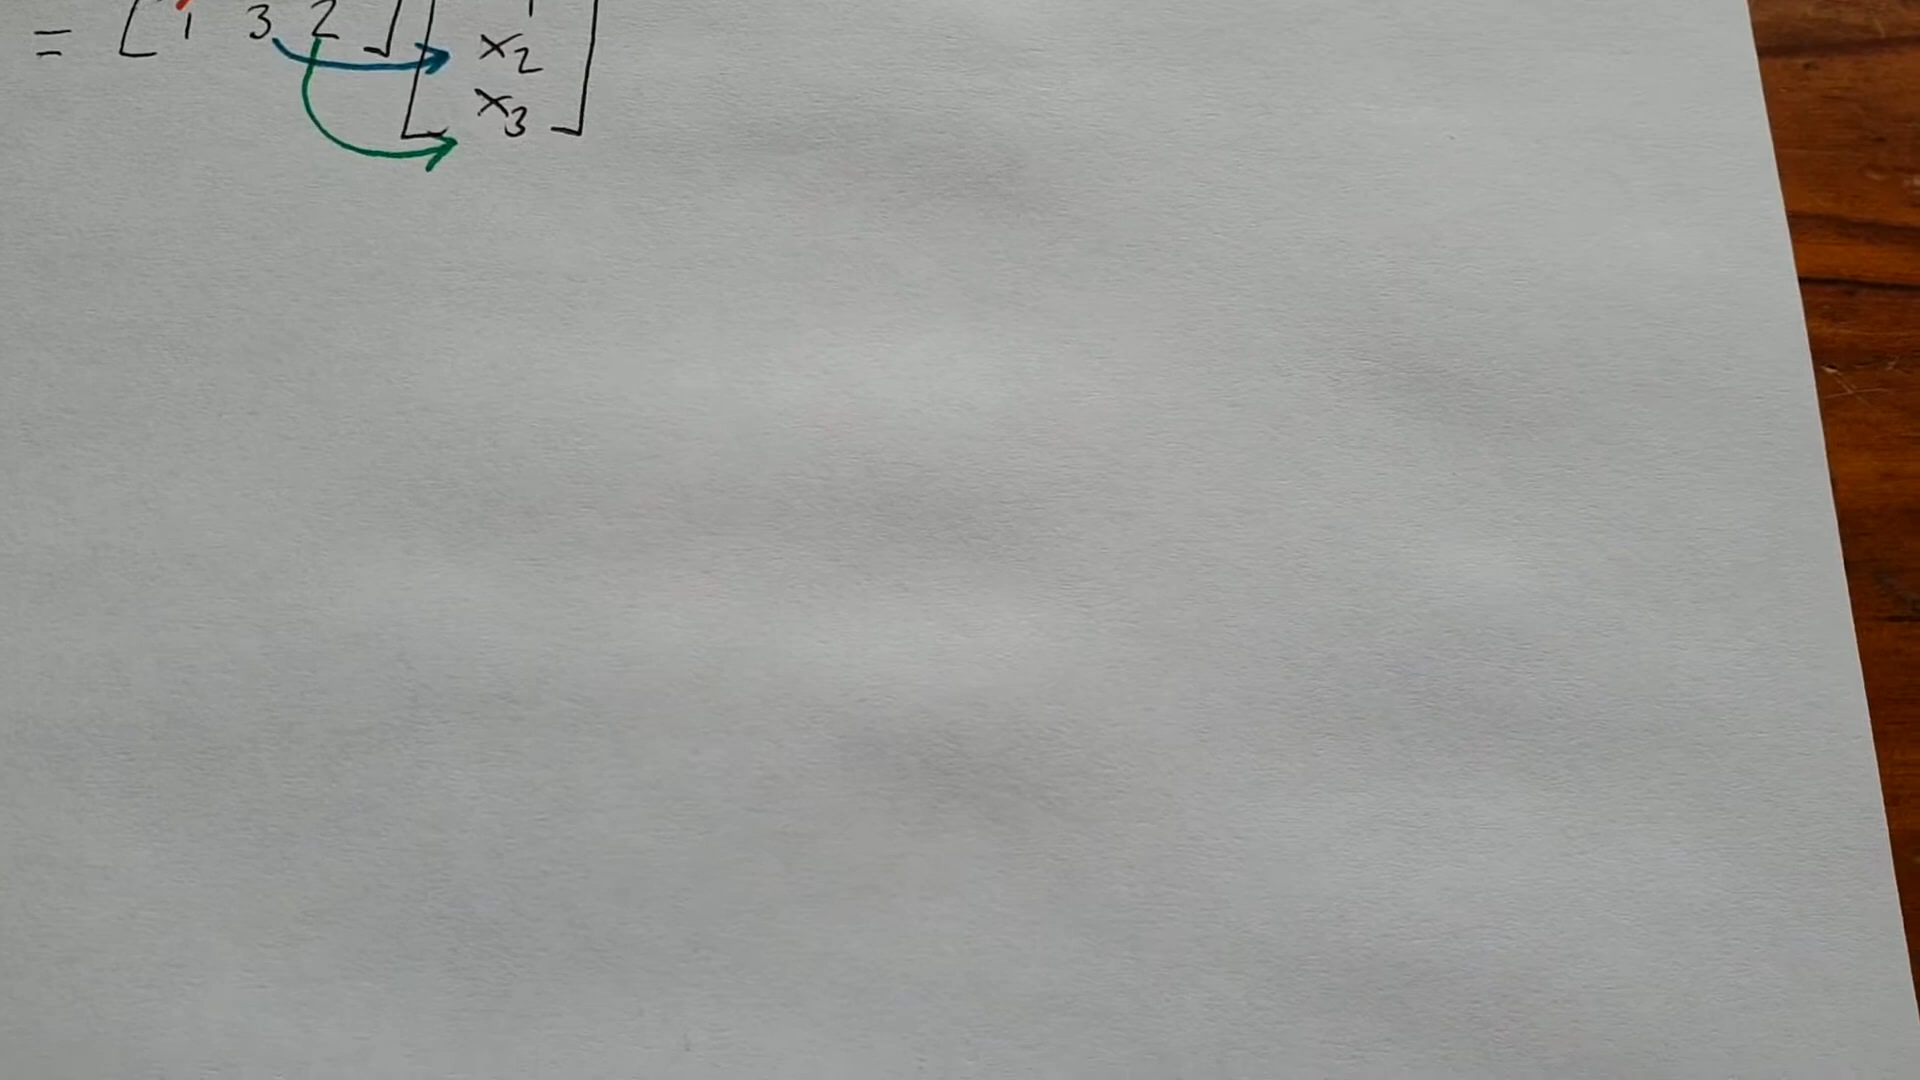 = [ 1 3 2 ] [
x₂
x₃ ]